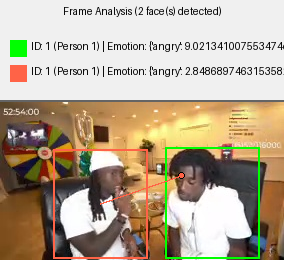 Frame Analysis (2 face(s) detected)
ID: 1 (Person 1) | Emotion: {'angry': 9.021341007553474
ID: 1 (Person 1) | Emotion: {'angry': 2.848689746315358
52:54:00